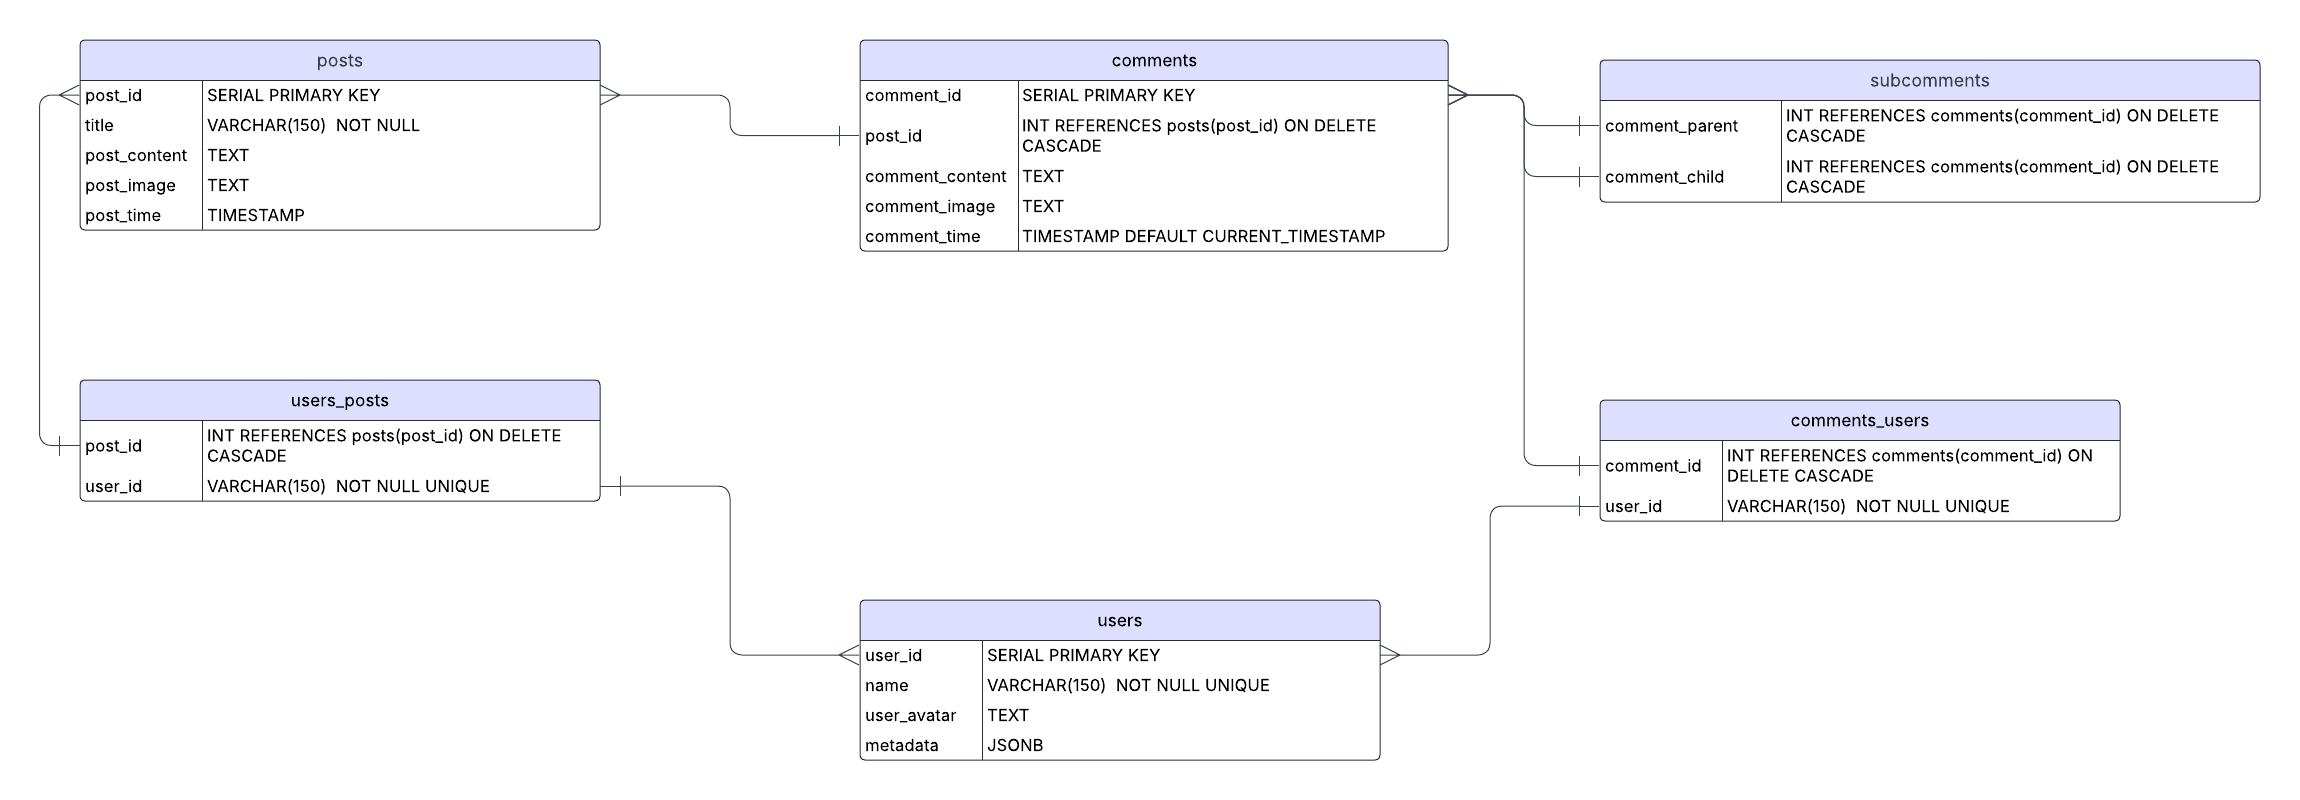 posts
post_id SERIAL PRIMARY KEY
title VARCHAR(150)  NOT NULL
post_content TEXT
post_image TEXT
post_time TIMESTAMP
comments
comment_id SERIAL PRIMARY KEY
post_id INT REFERENCES posts(post_id) ON DELETE
CASCADE
comment_content TEXT
comment_image TEXT
comment_time TIMESTAMP DEFAULT CURRENT_TIMESTAMP
subcomments
comment_parent INT REFERENCES comments(comment_id) ON DELETE
CASCADE
comment_child INT REFERENCES comments(comment_id) ON DELETE
CASCADE
users_posts
post_id INT REFERENCES posts(post_id) ON DELETE
CASCADE
user_id VARCHAR(150)  NOT NULL UNIQUE
comments_users
comment_id INT REFERENCES comments(comment_id) ON
DELETE CASCADE
user_id VARCHAR(150)  NOT NULL UNIQUE
users
user_id SERIAL PRIMARY KEY
name VARCHAR(150)  NOT NULL UNIQUE
user_avatar TEXT
metadata JSONB